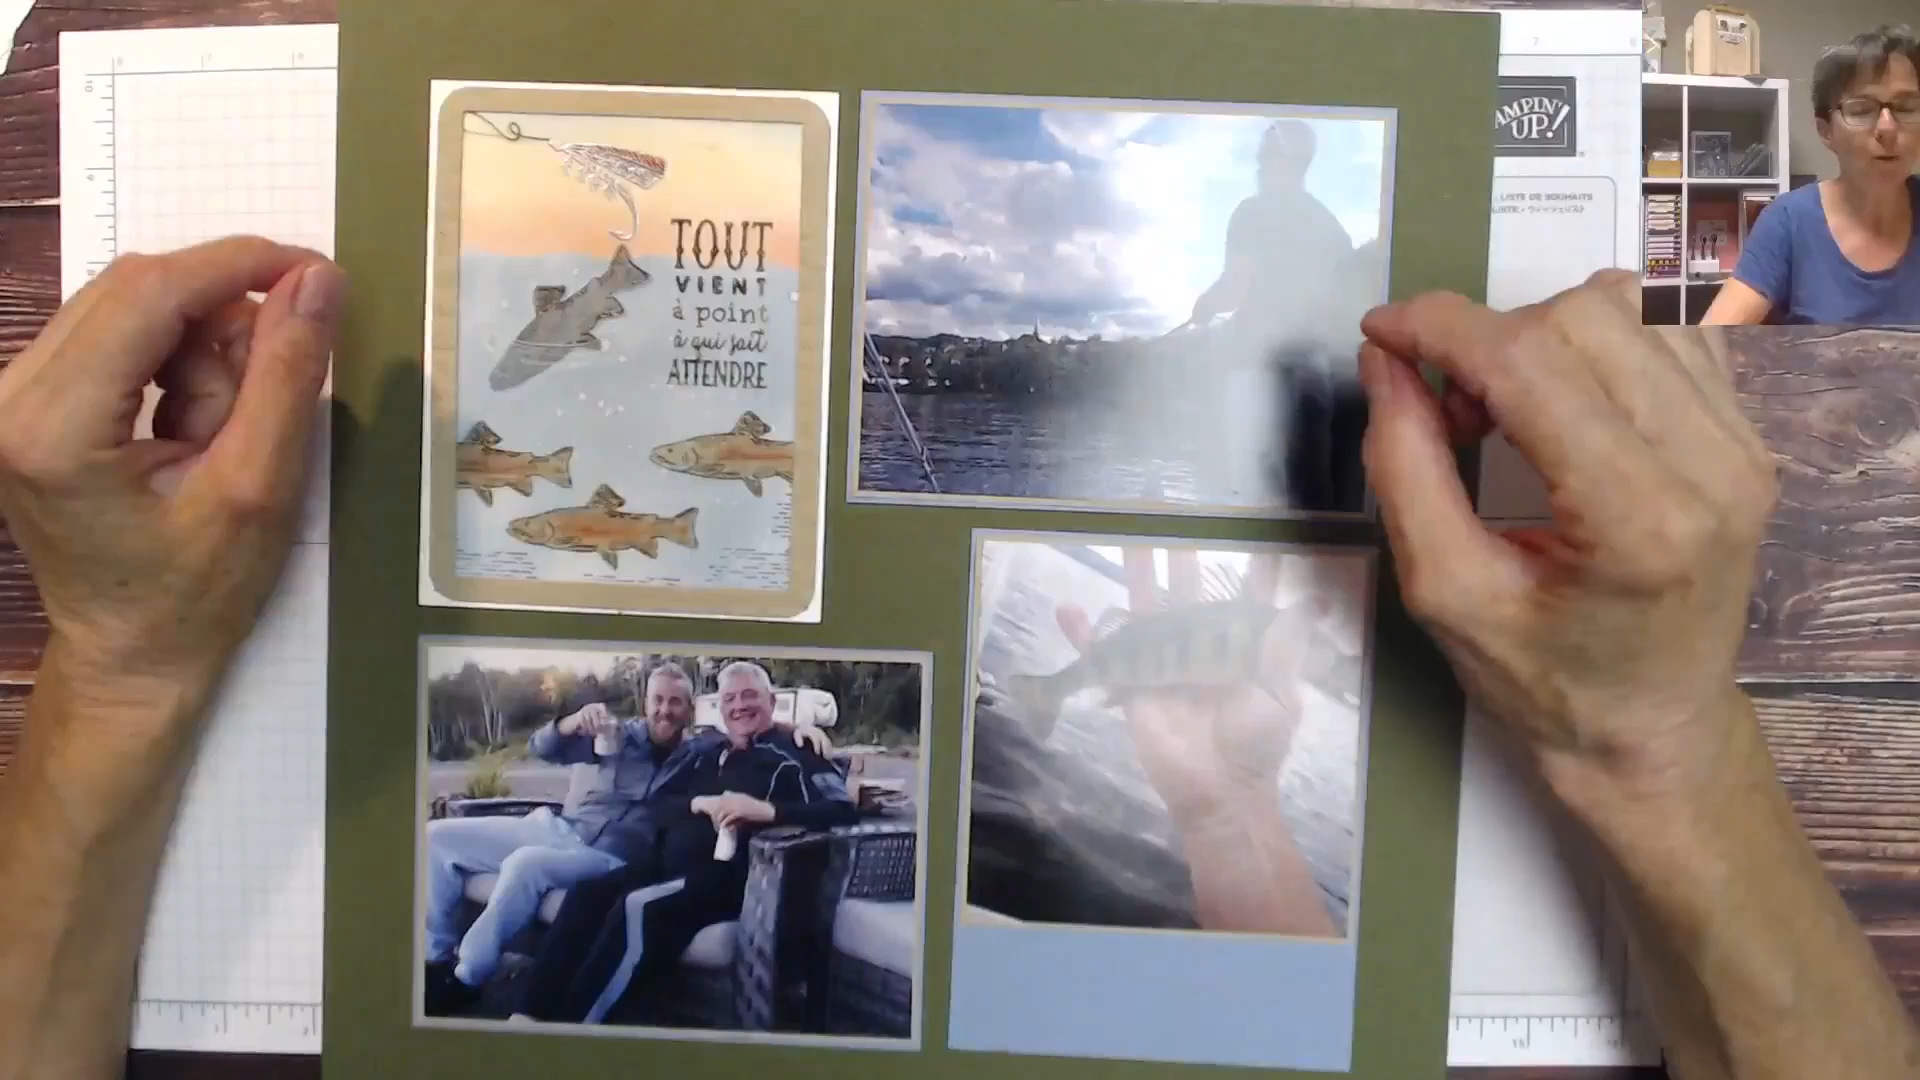 TOUT
VIENT
à point
à qui sait
ATTENDRE
AMPIN'
UP!
LISTE DE SOUHAITS